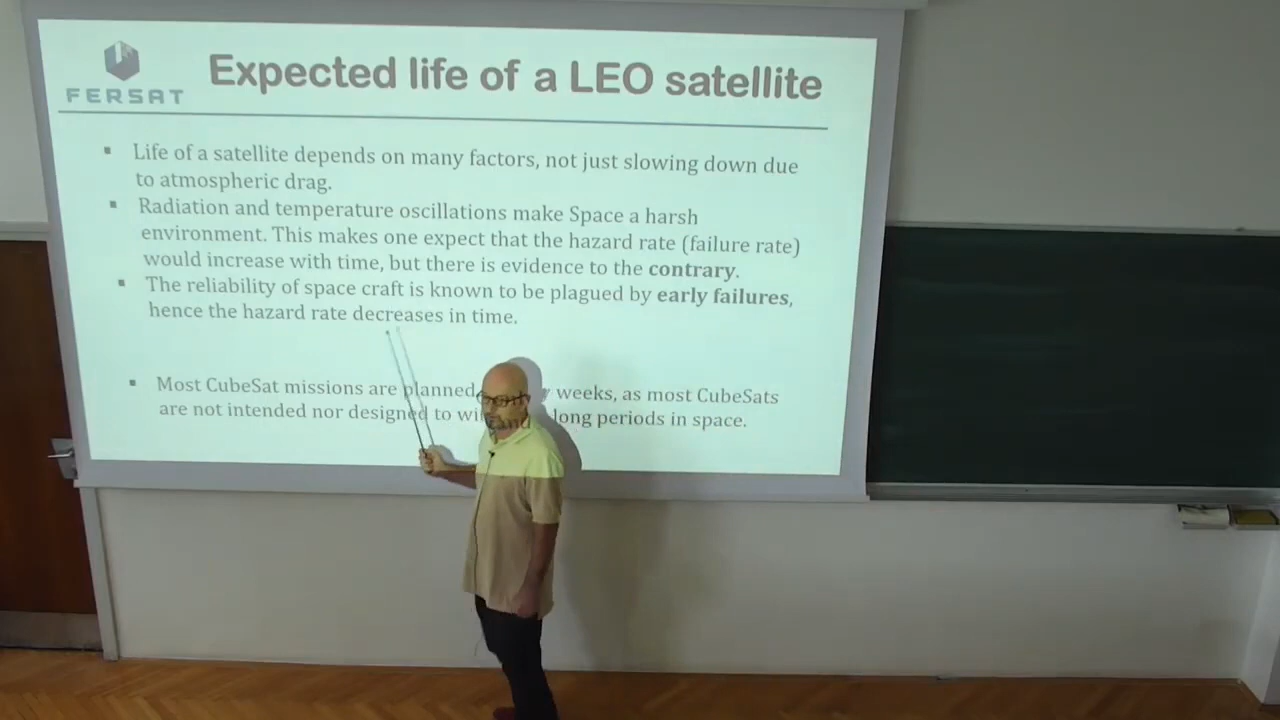 FERSAT
Expected life of a LEO satellite
▪ Life of a satellite depends on many factors, not just slowing down due
to atmospheric drag.
▪ Radiation and temperature oscillations make Space a harsh
environment. This makes one expect that the hazard rate (failure rate)
would increase with time, but there is evidence to the contrary.
▪ The reliability of space craft is known to be plagued by early failures,
hence the hazard rate decreases in time.
▪ Most CubeSat missions are planned weeks, as most CubeSats
are not intended nor designed to long periods in space.